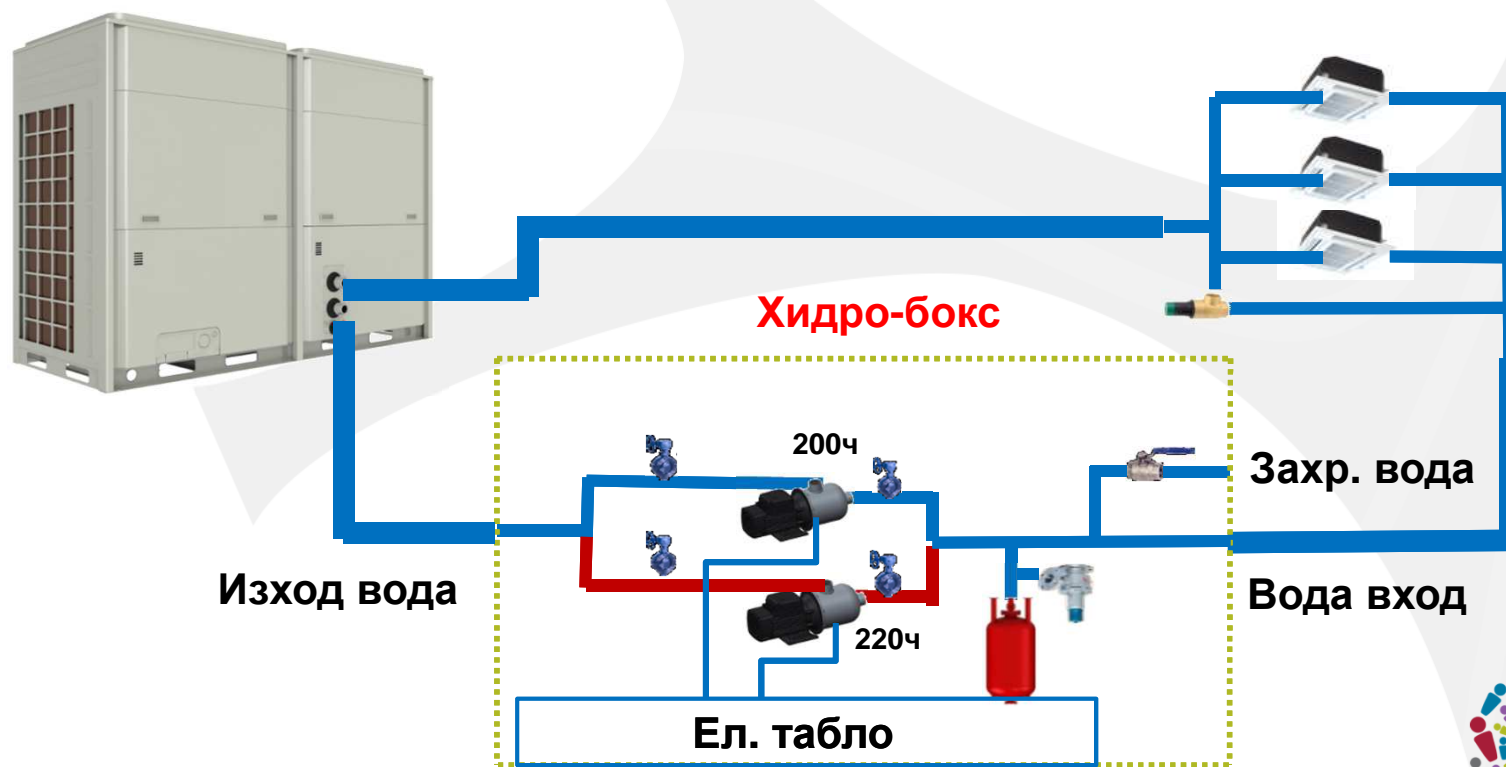 Хидро-бокс
200ч
Захр. вода
Изход вода
Вода вход
220ч
Ел. табло